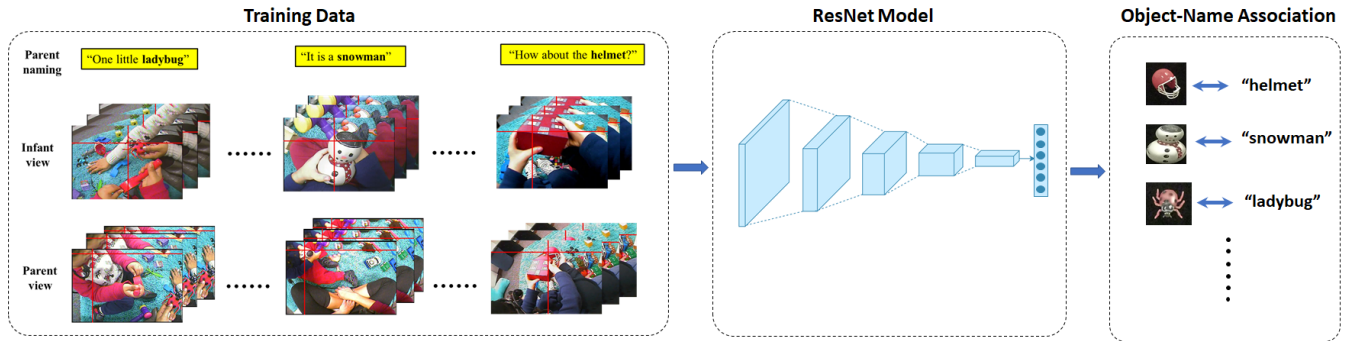 Training Data
ResNet Model
Object-Name Association
Parent
naming
“One little ladybug”
“It is a snowman”
“How about the helmet?”
Infant
view
Parent
view
“helmet”
“snowman”
“ladybug”